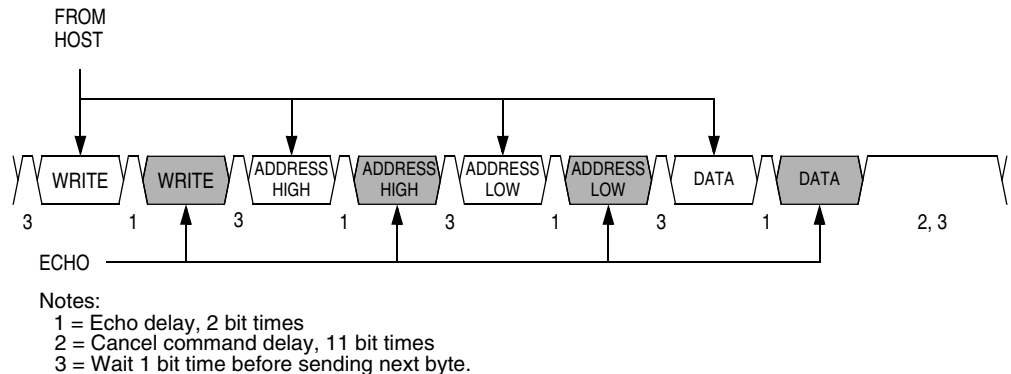 FROM
HOST
WRITE
WRITE
ADDRESS
HIGH
ADDRESS
HIGH
ADDRESS
LOW
ADDRESS
LOW
DATA
DATA
3
1
3
1
3
1
3
1
2, 3
ECHO
Notes:
1 = Echo delay, 2 bit times
2 = Cancel command delay, 11 bit times
3 = Wait 1 bit time before sending next byte.